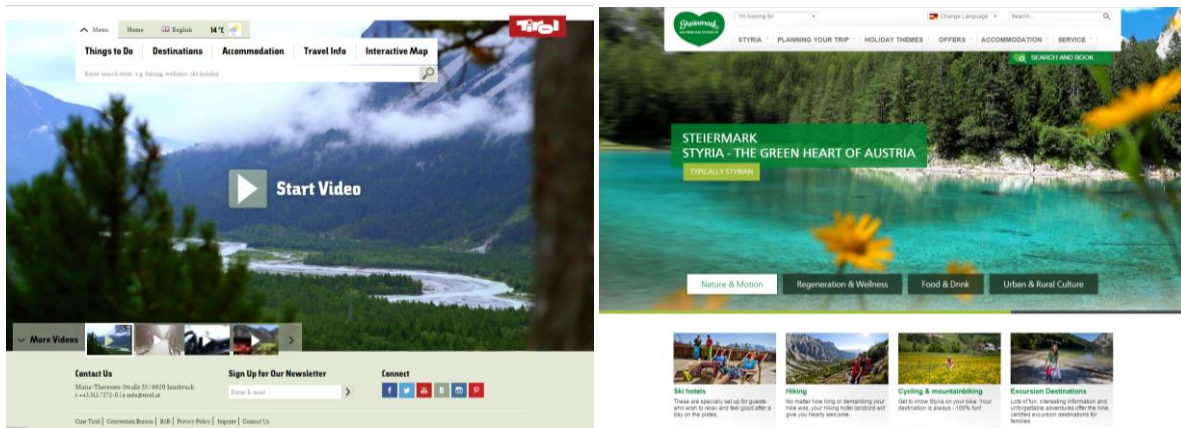 Menu Home English 14°C
Tirol
Things to Do Destinations Accommodation Travel Info Interactive Map
Enter search term e.g. hiking, wellness, ski holiday
Start Video
More Videos
Contact Us
Maria-Theresien-Straße 55 | 6020 Innsbruck
Sign Up for Our Newsletter
Enter E-mail
Connect
Cine Tirol | Convention Bureau | B2B | Privacy Policy | Imprint | Contact Us
Steiermark
I'm looking for
Change Language
Search...
STYRIA PLANNING YOUR TRIP HOLIDAY THEMES OFFERS ACCOMMODATION SERVICE
SEARCH AND BOOK
STEIERMARK
STYRIA - THE GREEN HEART OF AUSTRIA
TYPICALLY STYRIAN
Nature & Motion Regeneration & Wellness Food & Drink Urban & Rural Culture
Ski hotels
These are specially set up for guests
who wish to relax and feel good after a
day on the pistes.
Hiking
No matter how long or demanding your
hike was, your hiking hotel landlord will
give you hearty welcome.
Cycling & mountainbiking
Get to know Styria on your bike. Your
destination is always - 100% fun!
Excursion Destinations
Lots of fun, interesting information and
unforgettable adventures offer the nine
certified excursion destinations for
families.